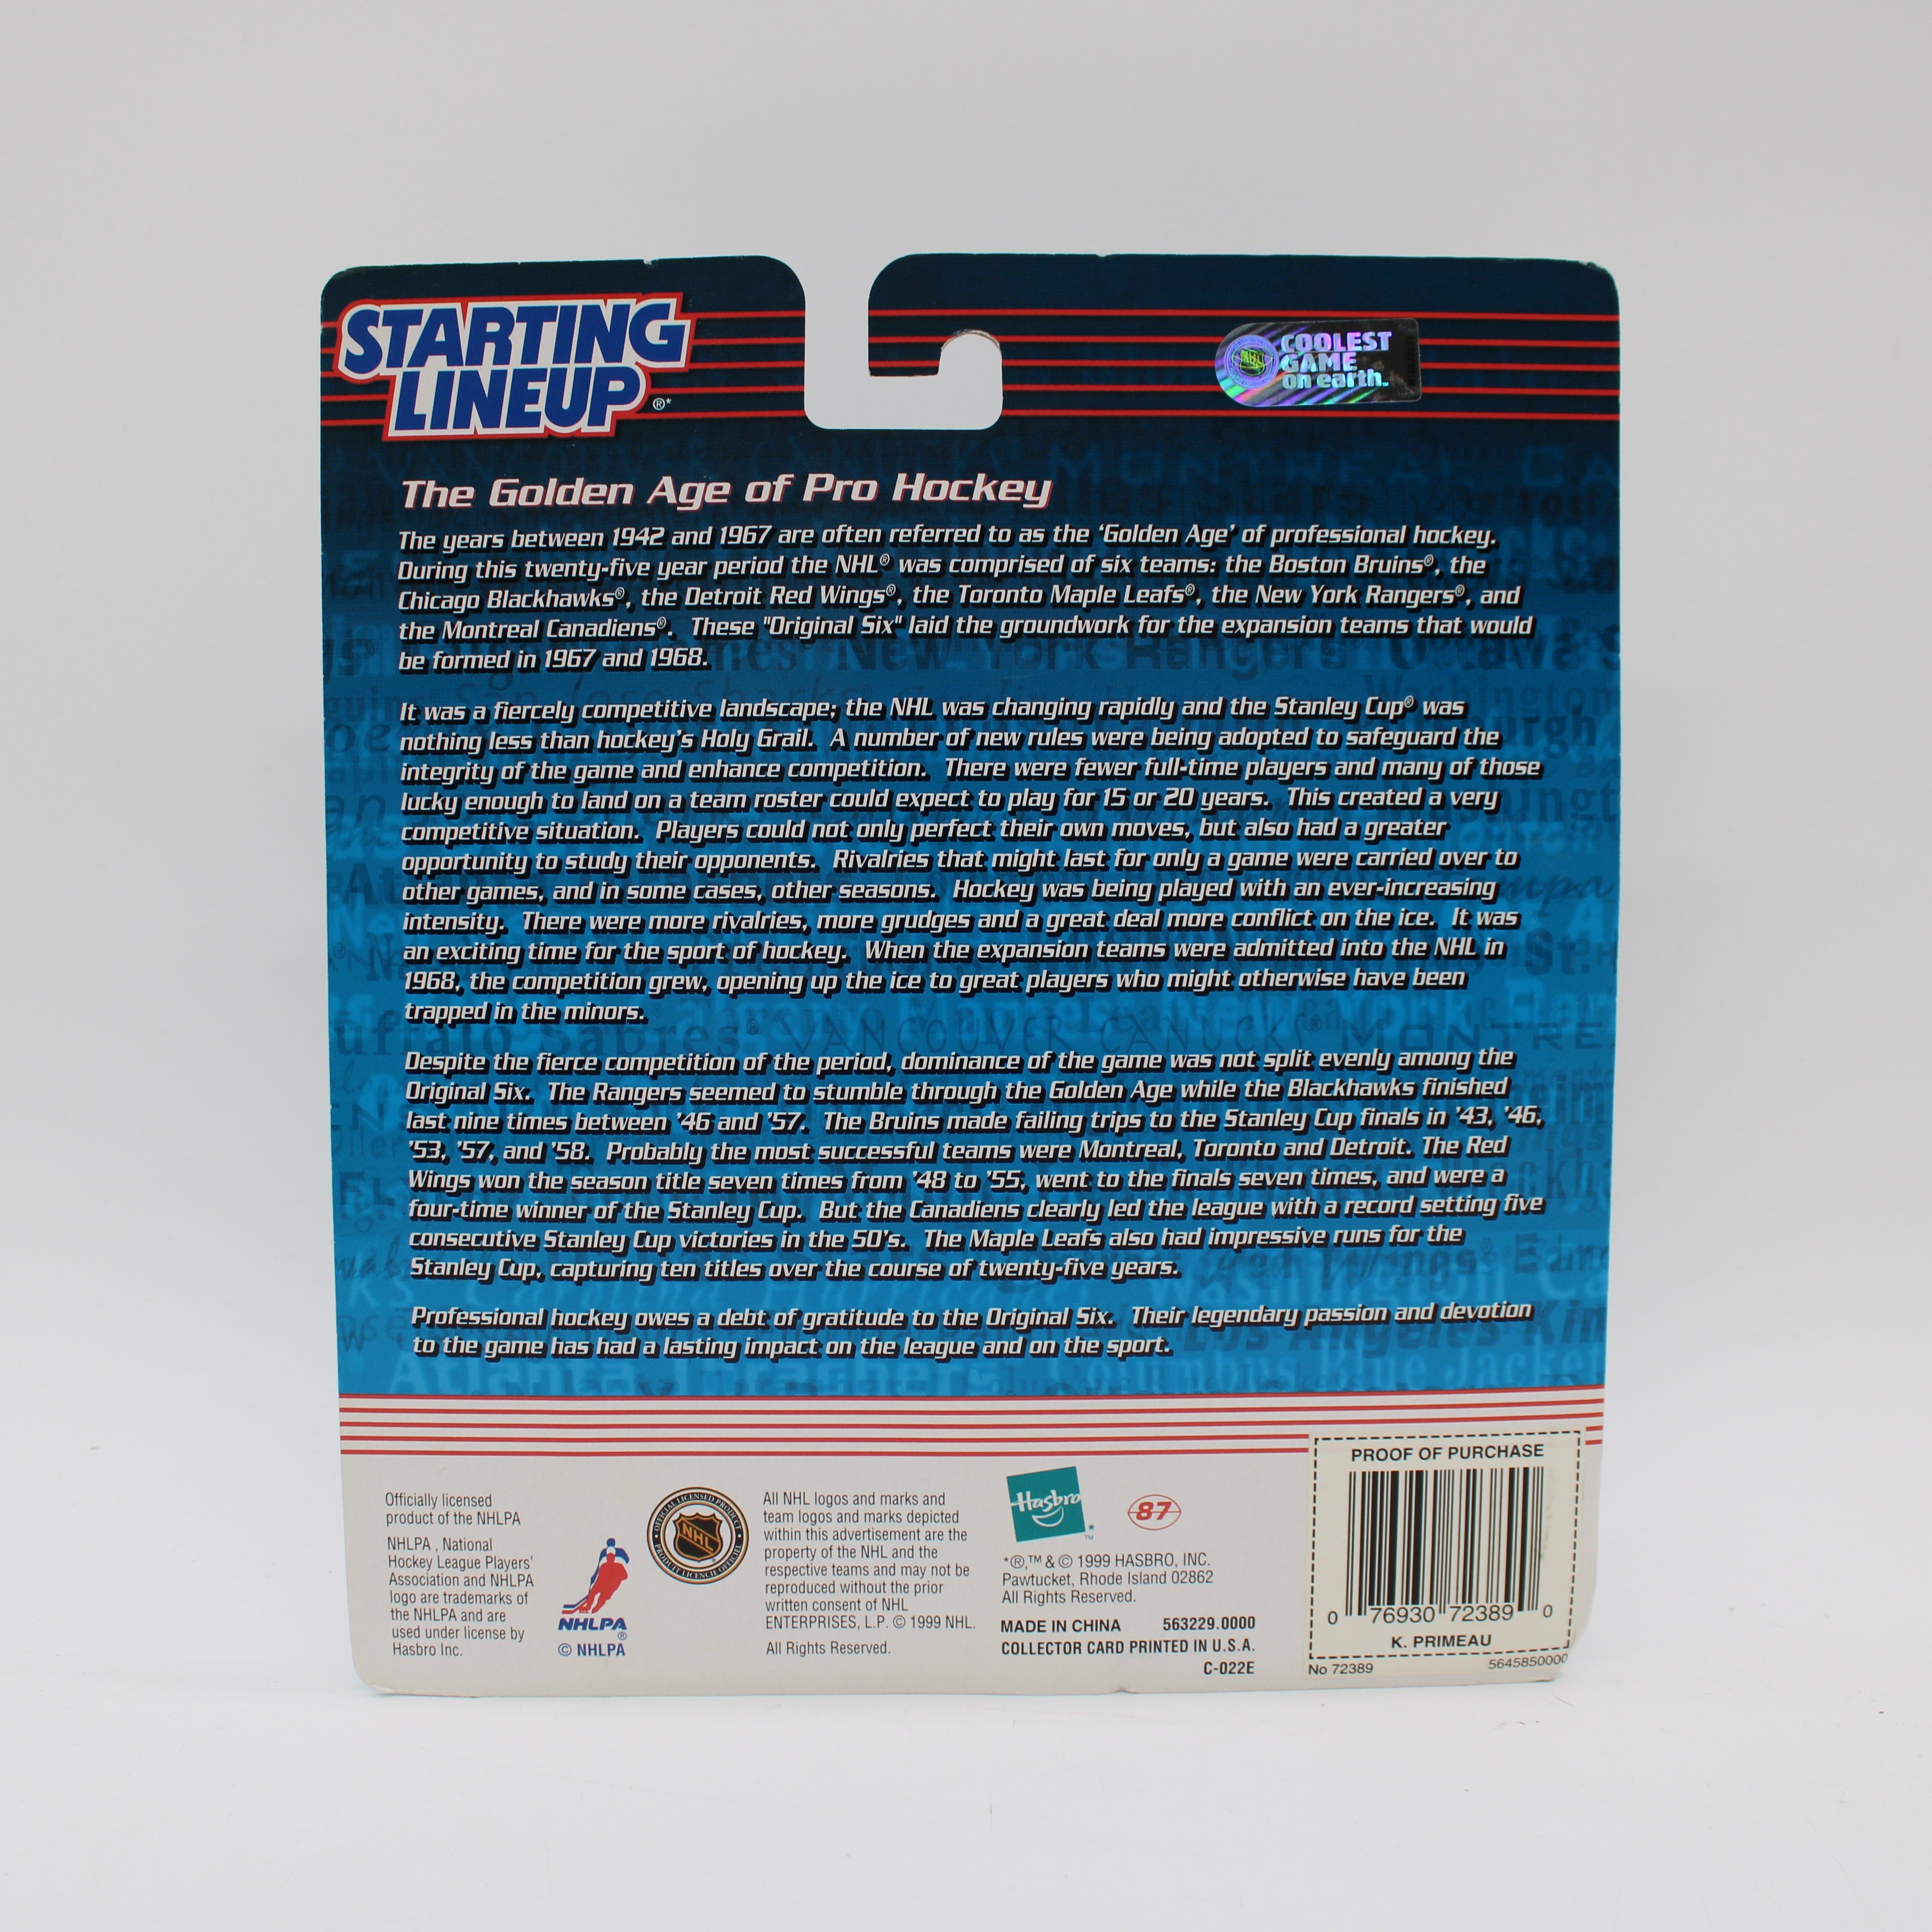 STARTING
LINEUP ®*
NHL
COOLEST
GAME
on earth™
The Golden Age of Pro Hockey
The years between 1942 and 1967 are often referred to as the ‘Golden Age’ of professional hockey.
During this twenty-five year period the NHL® was comprised of six teams: the Boston Bruins®, the
Chicago Blackhawks®, the Detroit Red Wings®, the Toronto Maple Leafs®, the New York Rangers®, and
the Montreal Canadiens®. These "Original Six" laid the groundwork for the expansion teams that would
be formed in 1967 and 1968.
It was a fiercely competitive landscape; the NHL was changing rapidly and the Stanley Cup® was
nothing less than hockey's Holy Grail. A number of new rules were being adopted to safeguard the
integrity of the game and enhance competition. There were fewer full-time players and many of those
lucky enough to land on a team roster could expect to play for 15 or 20 years. This created a very
competitive situation. Players could not only perfect their own moves, but also had a greater
opportunity to study their opponents. Rivalries that might last for only a game were carried over to
other games, and in some cases, other seasons. Hockey was being played with an ever-increasing
intensity. There were more rivalries, more grudges and a great deal more conflict on the ice. It was
an exciting time for the sport of hockey. When the expansion teams were admitted into the NHL in
1968, the competition grew, opening up the ice to great players who might otherwise have been
trapped in the minors.
Despite the fierce competition of the period, dominance of the game was not split evenly among the
Original Six. The Rangers seemed to stumble through the Golden Age while the Blackhawks finished
last nine times between '46 and '57. The Bruins made failing trips to the Stanley Cup finals in '43, '46,
'53, '57, and '58. Probably the most successful teams were Montreal, Toronto and Detroit. The Red
Wings won the season title seven times from '48 to '55, went to the finals seven times, and were a
four-time winner of the Stanley Cup. But the Canadiens clearly led the league with a record setting five
consecutive Stanley Cup victories in the 50's. The Maple Leafs also had impressive runs for the
Stanley Cup, capturing ten titles over the course of twenty-five years.
Professional hockey owes a debt of gratitude to the Original Six. Their legendary passion and devotion
to the game has had a lasting impact on the league and on the sport.
Officially licensed
product of the NHLPA
NHLPA , National
Hockey League Players'
Association and NHLPA
logo are trademarks of
the NHLPA and are
used under license by
Hasbro Inc.
NHLPA ®
© NHLPA
OFFICIAL LICENSED PRODUCT
NHL
PRODUIT LICENCIÉ OFFICIEL
All NHL logos and marks and
team logos and marks depicted
within this advertisement are the
property of the NHL and the
respective teams and may not be
reproduced without the prior
written consent of NHL
ENTERPRISES, L.P. © 1999 NHL.
All Rights Reserved.
Hasbro *™
87
*®,™ & © 1999 HASBRO, INC.
Pawtucket, Rhode Island 02862
All Rights Reserved.
MADE IN CHINA 563229.0000
COLLECTOR CARD PRINTED IN U.S.A.
C-022E
PROOF OF PURCHASE
0 76930 72389 0
K. PRIMEAU
No 72389 5645850000